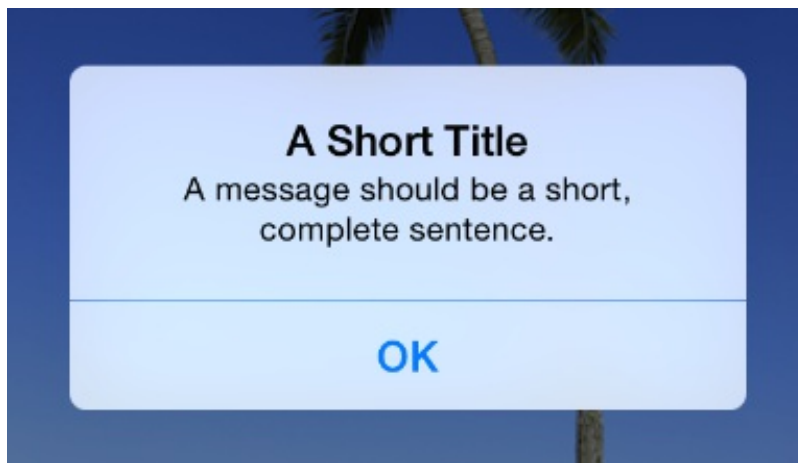 A Short Title
A message should be a short,
complete sentence.
OK